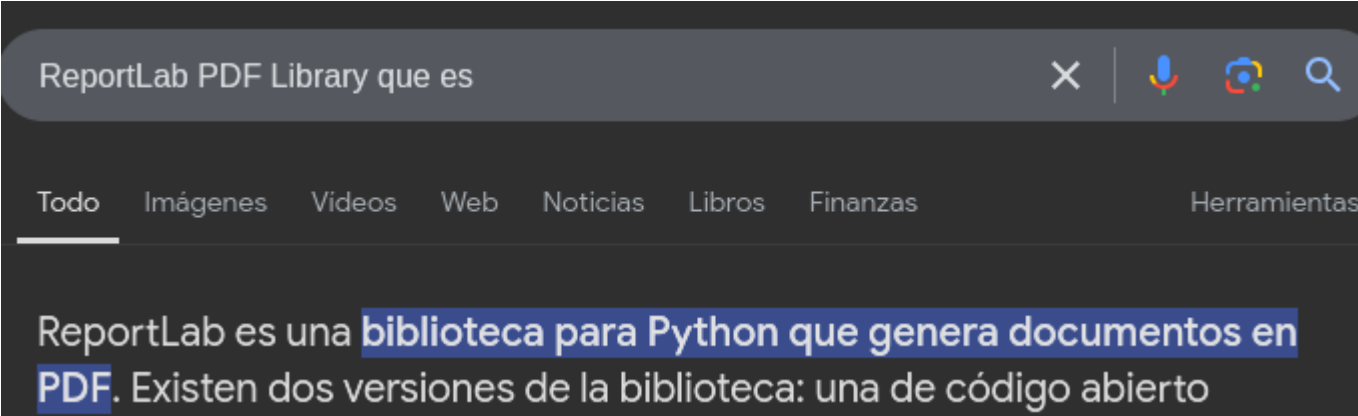 ReportLab PDF Library que es
Todo Imágenes Videos Web Noticias Libros Finanzas Herramientas
ReportLab es una biblioteca para Python que genera documentos en
PDF. Existen dos versiones de la biblioteca: una de código abierto